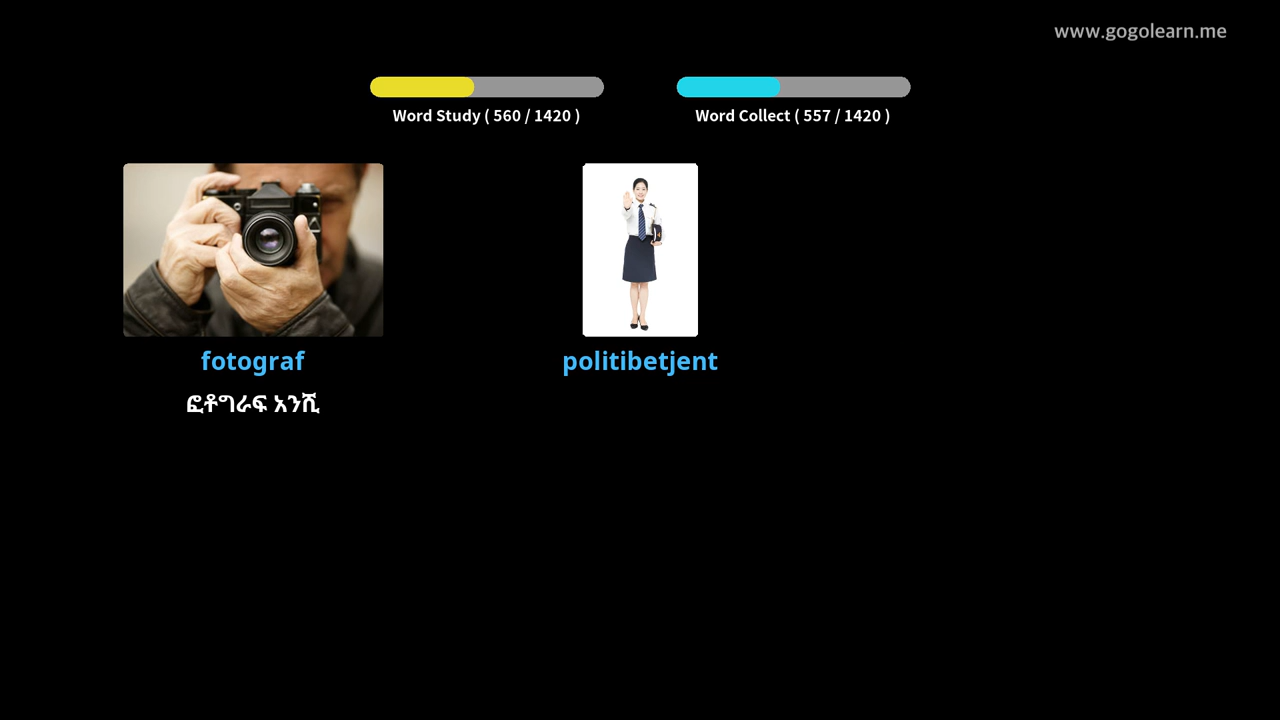 www.gogolearn.me
Word Study ( 560 / 1420 )
Word Collect ( 557 / 1420 )
fotograf
ፎቶግራፍ አንሺ
politibetjent